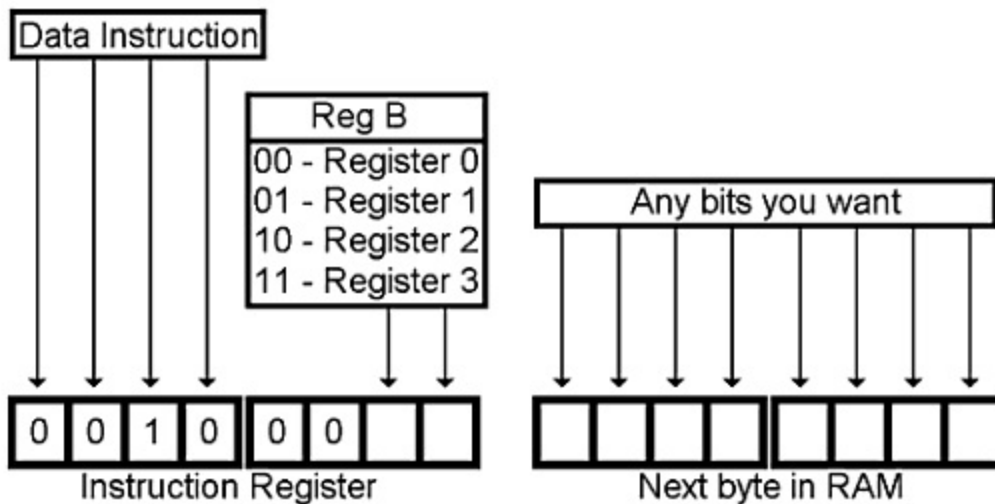 Data Instruction
Reg B
00 - Register 0
01 - Register 1
10 - Register 2
11 - Register 3
Any bits you want
0 0 1 0 0 0
Instruction Register
Next byte in RAM